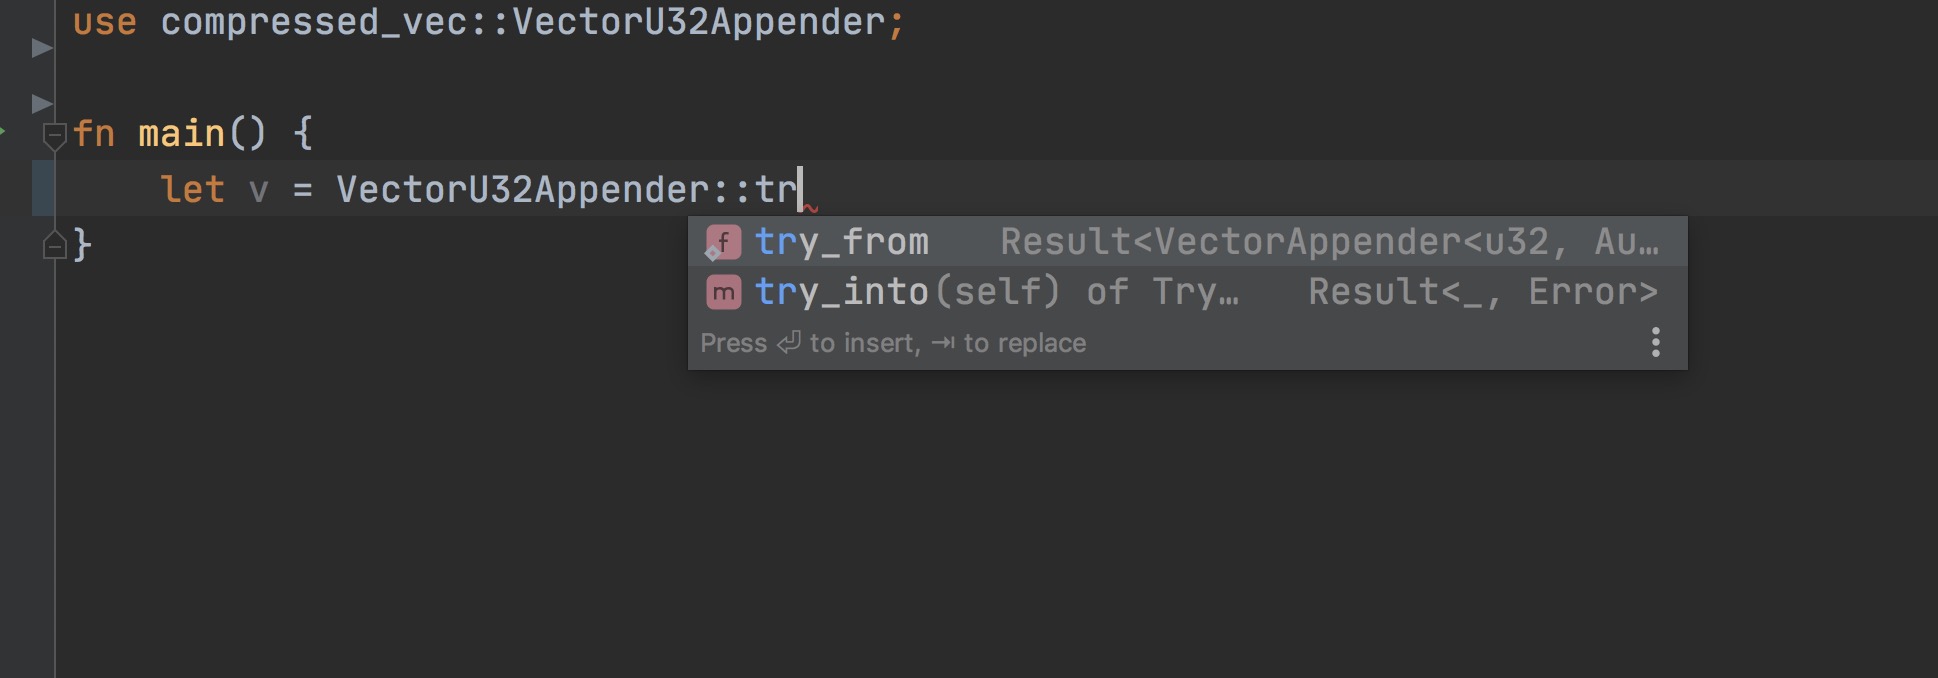 use compressed_vec::VectorU32Appender;
fn main() {
let v = VectorU32Appender::tr
}
f try_from Result<VectorAppender<u32, Au…
m try_into(self) of Try… Result<_, Error>
Press ⏎ to insert, ⇥ to replace